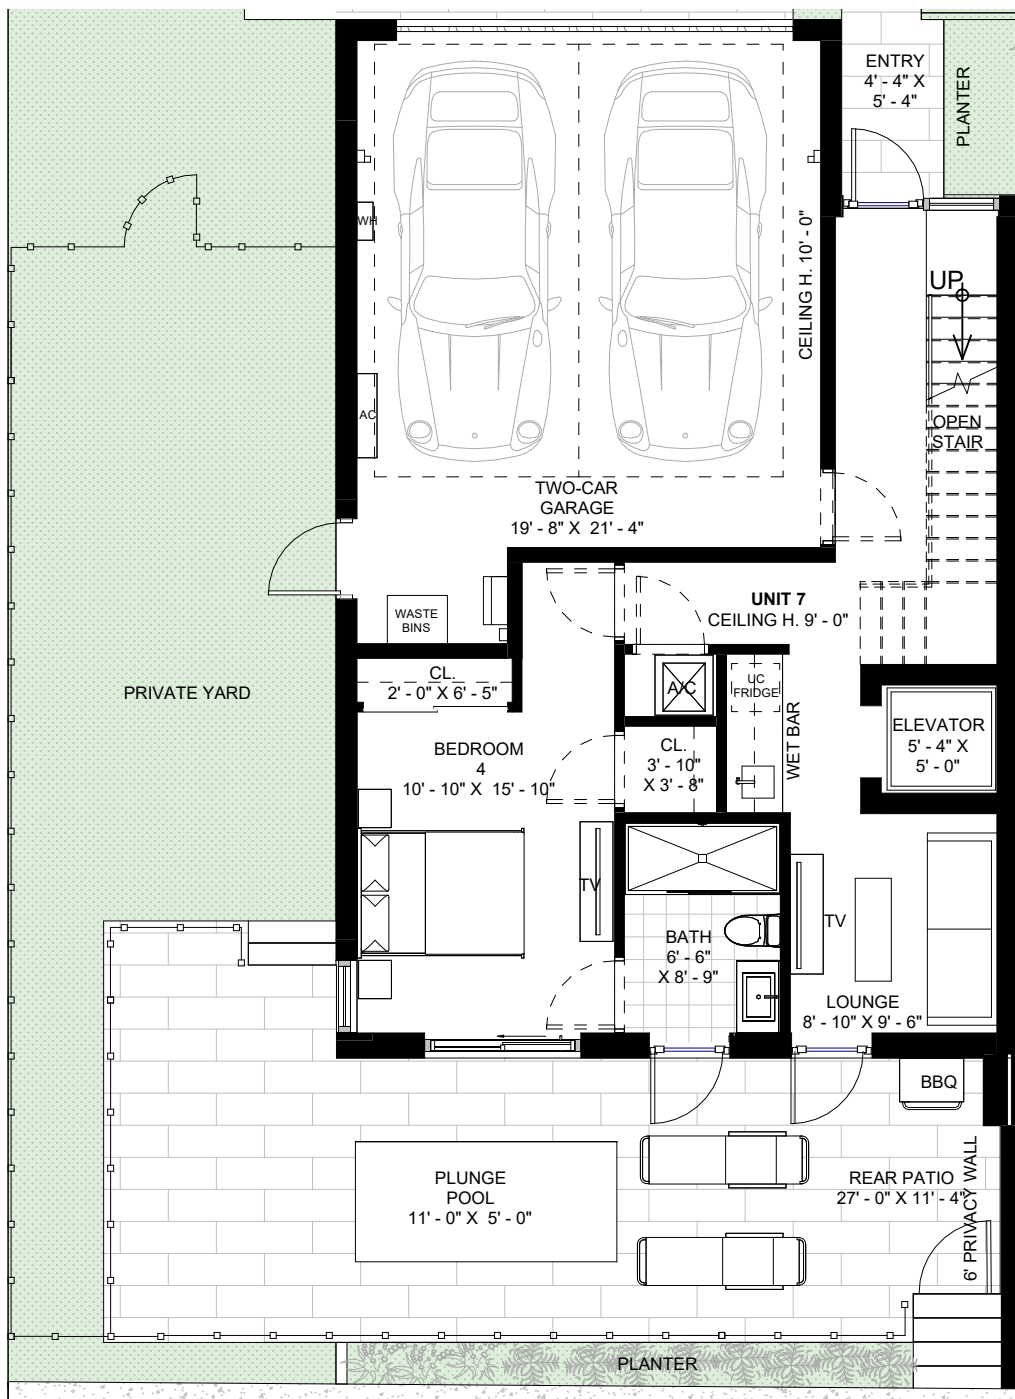 ENTRY
4' - 4" X
5' - 4"
PLANTER
WH
CEILING H. 10' - 0"
UP
AC
OPEN
STAIR
TWO-CAR
GARAGE
19' - 8" X 21' - 4"
WASTE
BINS
UNIT 7
CEILING H. 9' - 0"
CL.
2' - 0" X 6' - 5"
A/C
UC
FRIDGE
PRIVATE YARD
WET BAR
ELEVATOR
5' - 4" X
5' - 0"
BEDROOM
4
10' - 10" X 15' - 10"
CL.
3' - 10"
X 3' - 8"
TV
BATH
6' - 6"
X 8' - 9"
TV
LOUNGE
8' - 10" X 9' - 6"
BBQ
PLUNGE
POOL
11' - 0" X 5' - 0"
REAR PATIO
27' - 0" X 11' - 4"
6' PRIVACY WALL
PLANTER